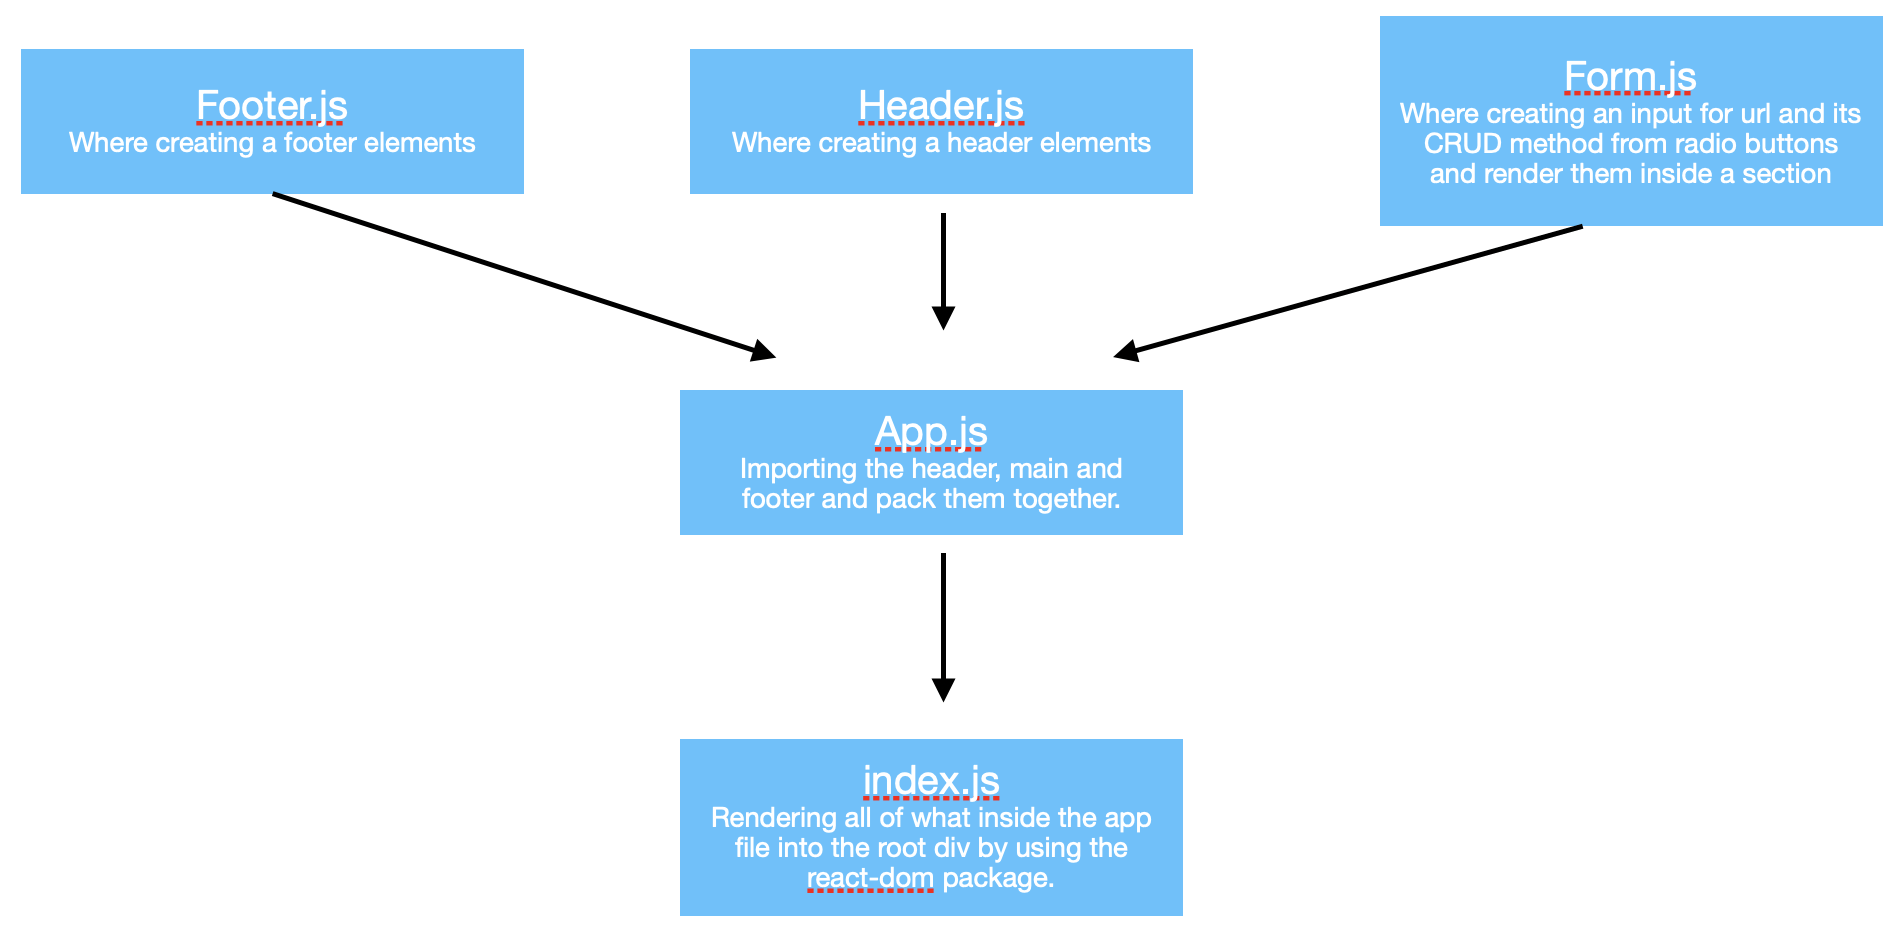 Footer.js
Where creating a footer elements
Header.js
Where creating a header elements
Form.js
Where creating an input for url and its
CRUD method from radio buttons
and render them inside a section
App.js
Importing the header, main and
footer and pack them together.
index.js
Rendering all of what inside the app
file into the root div by using the
react-dom package.